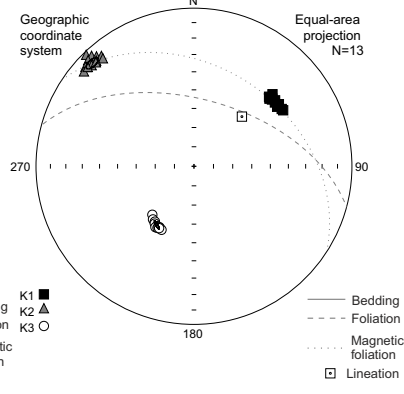 N
Geographic
coordinate
system
Equal-area
projection
N=13
270
90
180
K1
K2
K3
Bedding
Foliation
Magnetic
foliation
Lineation